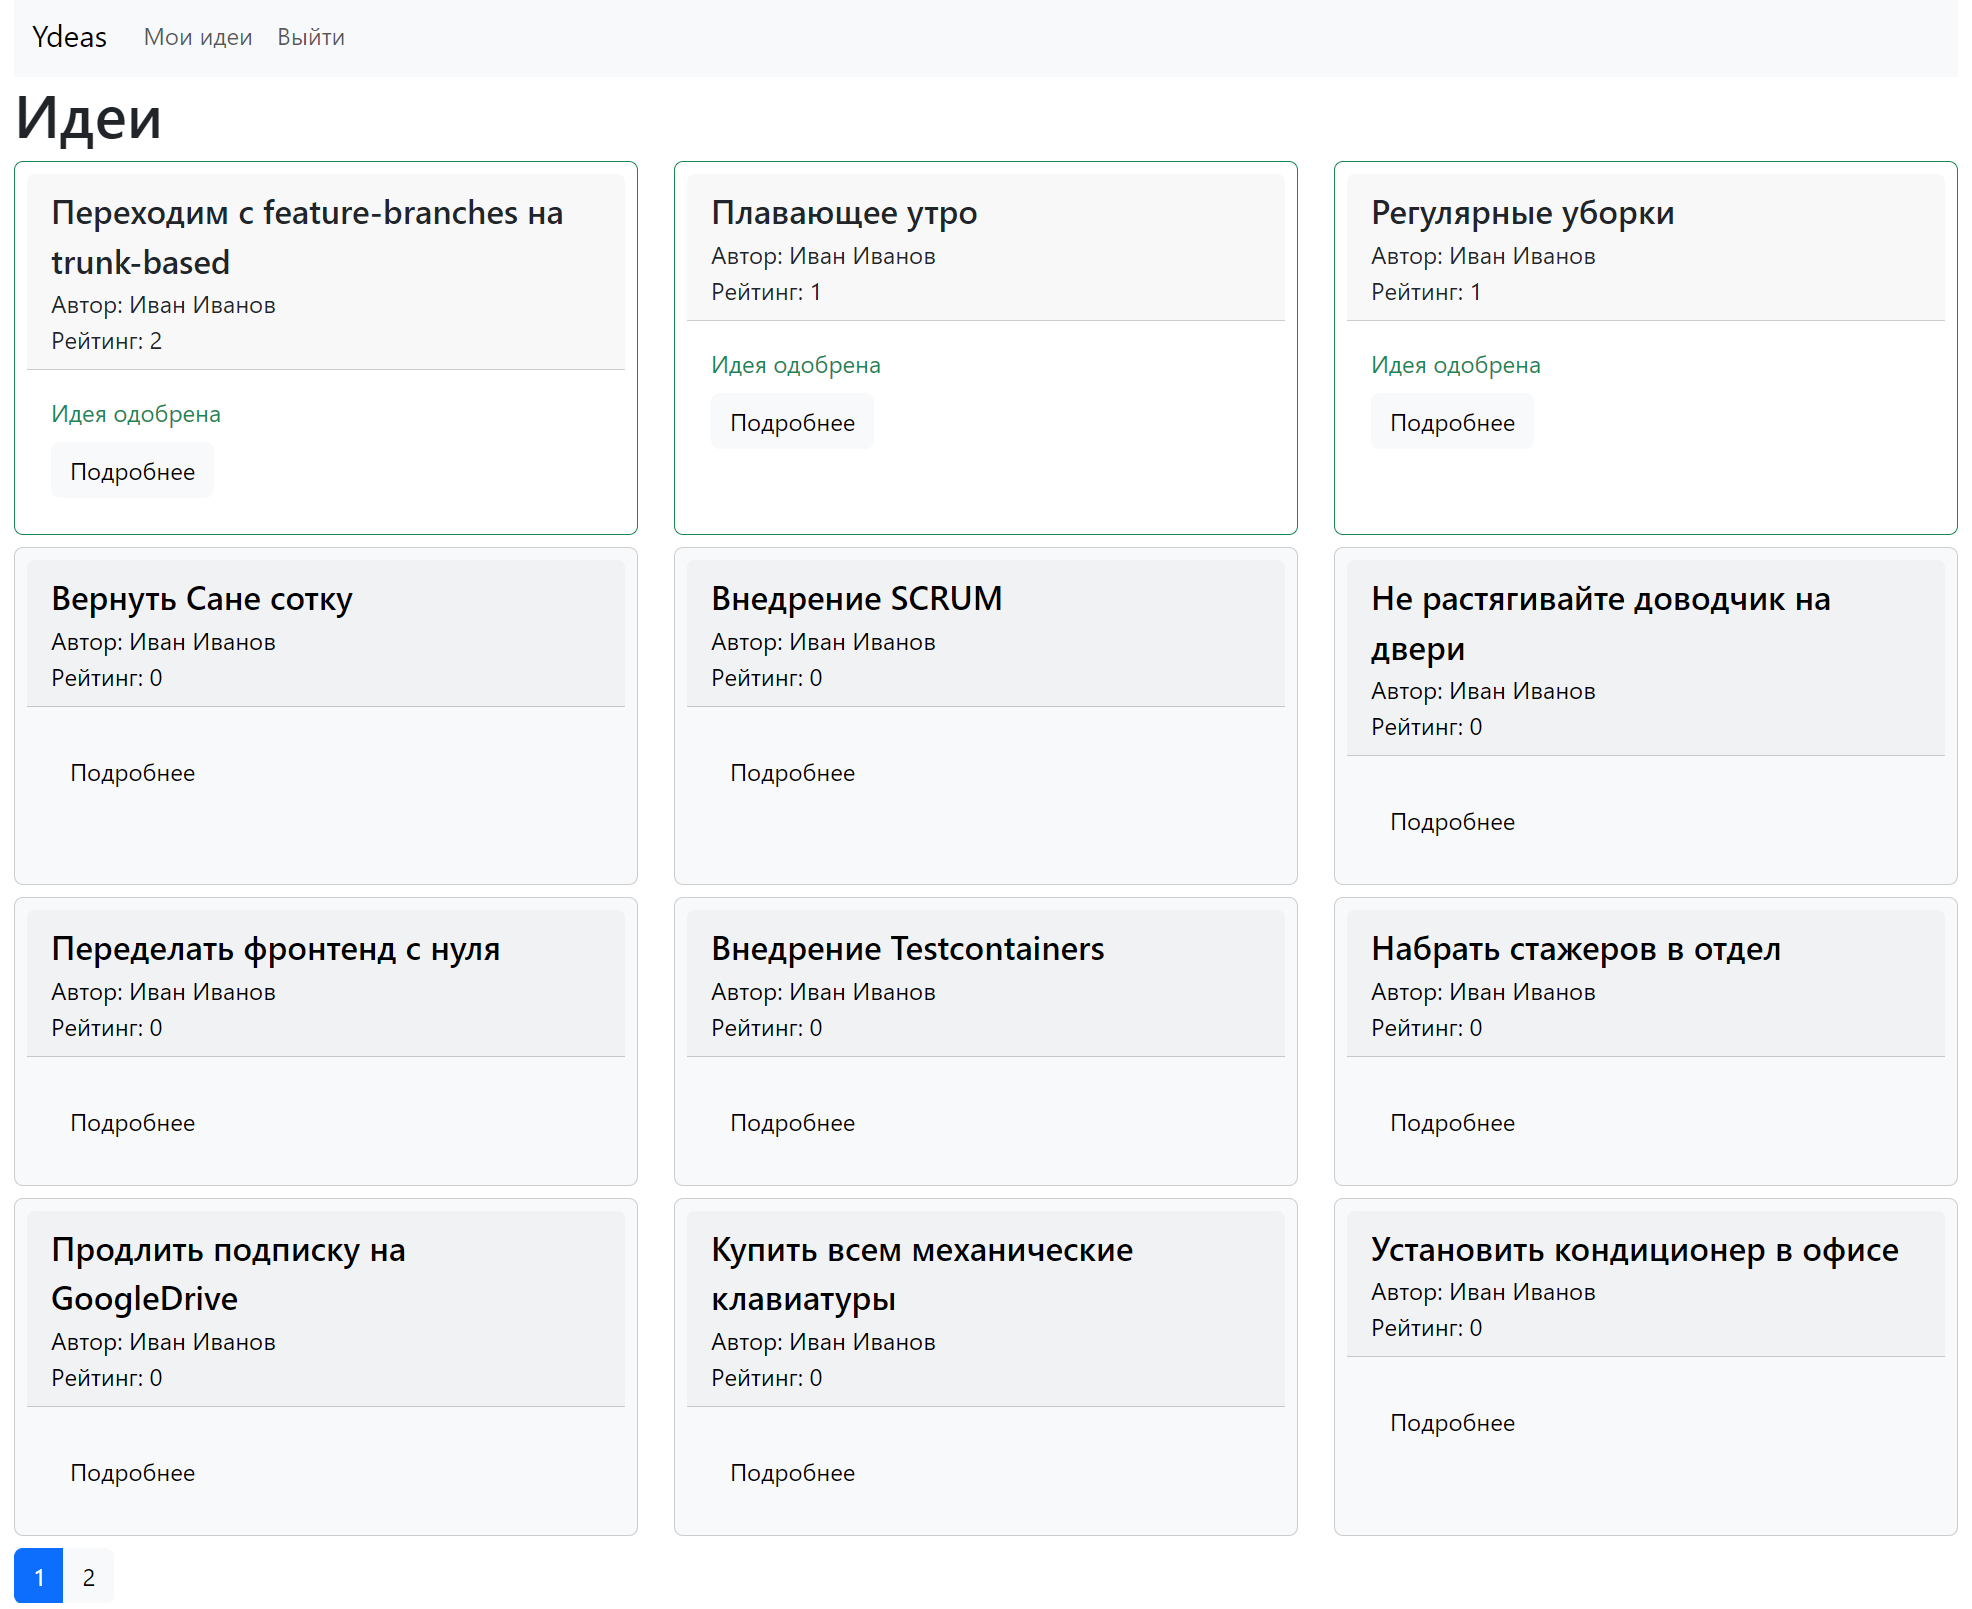 Ydeas Мои идеи Выйти
Идеи
Переходим с feature-branches на
trunk-based
Автор: Иван Иванов
Рейтинг: 2
Идея одобрена
Подробнее
Плавающее утро
Автор: Иван Иванов
Рейтинг: 1
Идея одобрена
Подробнее
Регулярные уборки
Автор: Иван Иванов
Рейтинг: 1
Идея одобрена
Подробнее
Вернуть Сане сотку
Автор: Иван Иванов
Рейтинг: 0
Подробнее
Внедрение SCRUM
Автор: Иван Иванов
Рейтинг: 0
Подробнее
Не растягивайте доводчик на
двери
Автор: Иван Иванов
Рейтинг: 0
Подробнее
Переделать фронтенд с нуля
Автор: Иван Иванов
Рейтинг: 0
Подробнее
Внедрение Testcontainers
Автор: Иван Иванов
Рейтинг: 0
Подробнее
Набрать стажеров в отдел
Автор: Иван Иванов
Рейтинг: 0
Подробнее
Продлить подписку на
GoogleDrive
Автор: Иван Иванов
Рейтинг: 0
Подробнее
Купить всем механические
клавиатуры
Автор: Иван Иванов
Рейтинг: 0
Подробнее
Установить кондиционер в офисе
Автор: Иван Иванов
Рейтинг: 0
Подробнее
1 2